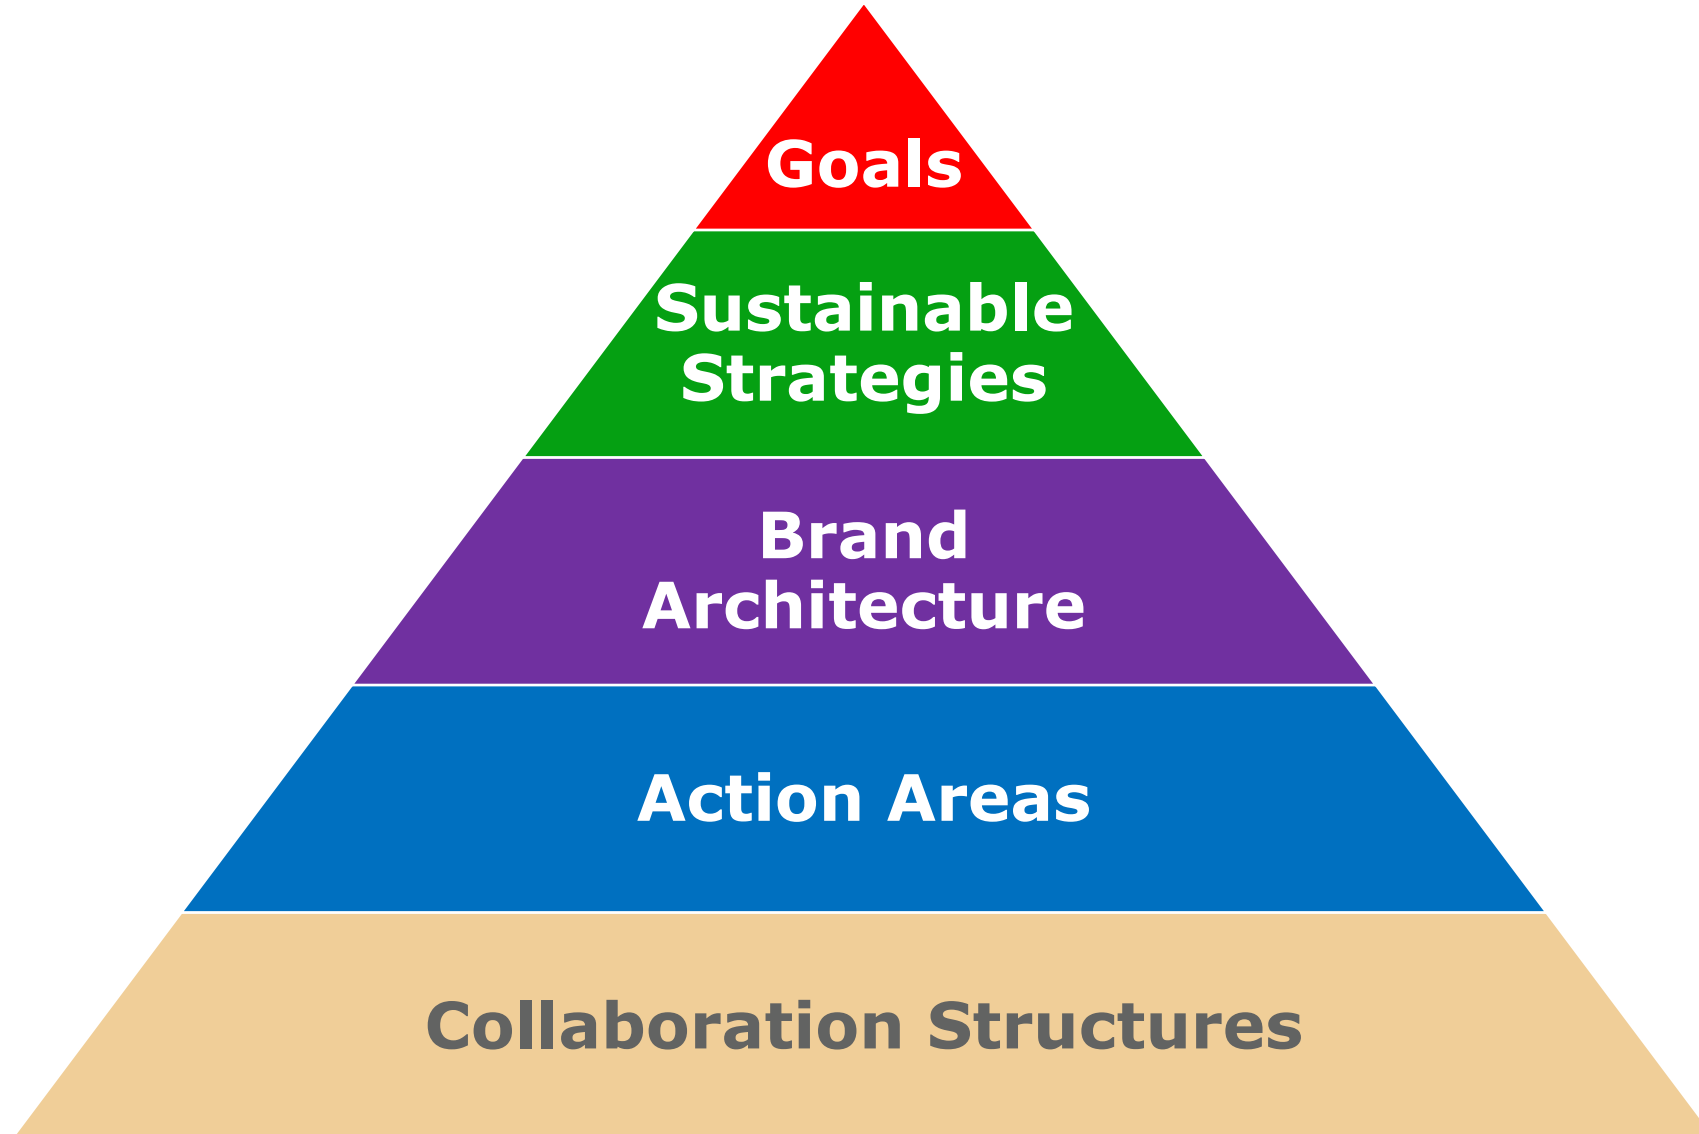 Goals
Sustainable
Strategies
Brand
Architecture
Action Areas
Collaboration Structures